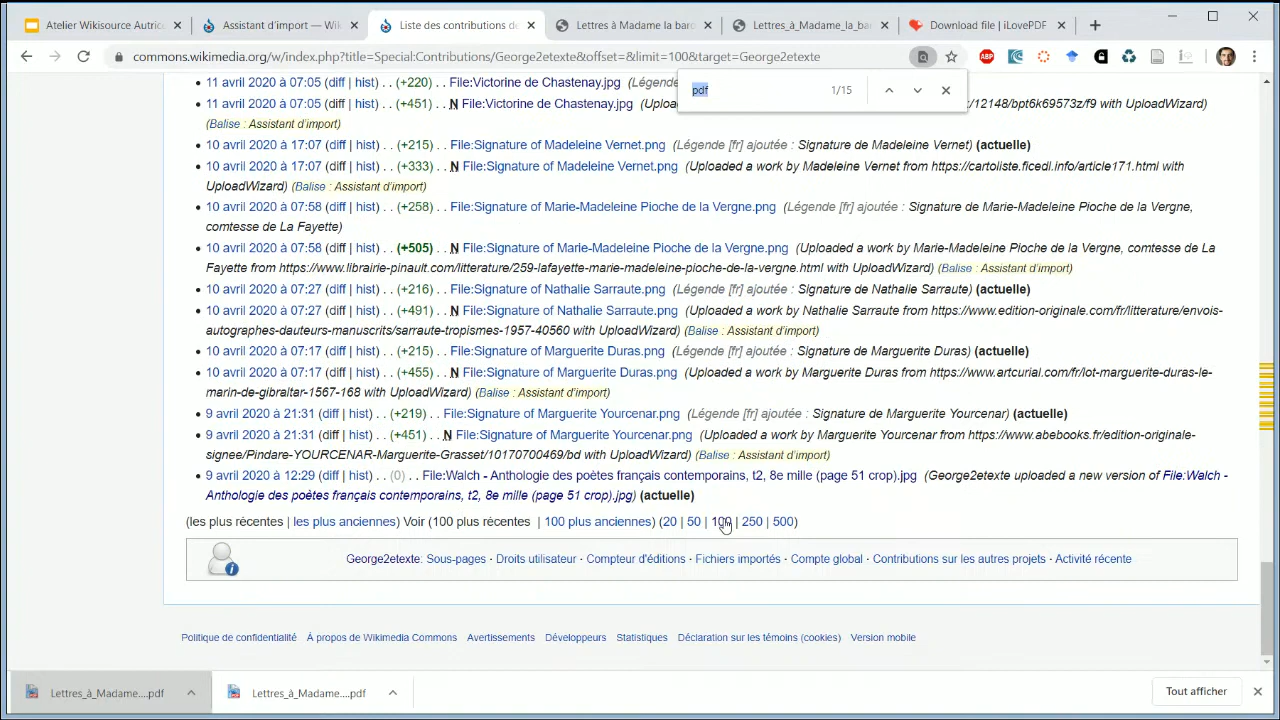 Atelier Wikisource Autric
Assistant d'import — Wi
Liste des contributions de
Lettres à Madame la baro
Lettres_à_Madame_la_ba
Download file | iLovePDF
commons.wikimedia.org/w/index.php?title=Special:Contributions/George2etexte&offset=&limit=100&target=George2etexte
pdf 1/15
11 avril 2020 à 07:05 (diff | hist) . . (+220) . . File:Victorine de Chastenay.jpg (Légende
11 avril 2020 à 07:05 (diff | hist) . . (+451) . . N File:Victorine de Chastenay.jpg (Uploa /12148/bpt6k69573z/f9 with UploadWizard)
(Balise : Assistant d'import)
10 avril 2020 à 17:07 (diff | hist) . . (+215) . . File:Signature of Madeleine Vernet.png (Légende [fr] ajoutée : Signature de Madeleine Vernet) (actuelle)
10 avril 2020 à 17:07 (diff | hist) . . (+333) . . N File:Signature of Madeleine Vernet.png (Uploaded a work by Madeleine Vernet from https://cartoliste.ficedl.info/article171.html with
UploadWizard) (Balise : Assistant d'import)
10 avril 2020 à 07:58 (diff | hist) . . (+258) . . File:Signature of Marie-Madeleine Pioche de la Vergne.png (Légende [fr] ajoutée : Signature de Marie-Madeleine Pioche de la Vergne,
comtesse de La Fayette)
10 avril 2020 à 07:58 (diff | hist) . . (+505) . . N File:Signature of Marie-Madeleine Pioche de la Vergne.png (Uploaded a work by Marie-Madeleine Pioche de la Vergne, comtesse de La
Fayette from https://www.librairie-pinault.com/litterature/259-lafayette-marie-madeleine-pioche-de-la-vergne.html with UploadWizard) (Balise : Assistant d'import)
10 avril 2020 à 07:27 (diff | hist) . . (+216) . . File:Signature of Nathalie Sarraute.png (Légende [fr] ajoutée : Signature de Nathalie Sarraute) (actuelle)
10 avril 2020 à 07:27 (diff | hist) . . (+491) . . N File:Signature of Nathalie Sarraute.png (Uploaded a work by Nathalie Sarraute from https://www.edition-originale.com/fr/litterature/envois-
autographes-dauteurs-manuscrits/sarraute-tropismes-1957-40560 with UploadWizard) (Balise : Assistant d'import)
10 avril 2020 à 07:17 (diff | hist) . . (+215) . . File:Signature of Marguerite Duras.png (Légende [fr] ajoutée : Signature de Marguerite Duras) (actuelle)
10 avril 2020 à 07:17 (diff | hist) . . (+455) . . N File:Signature of Marguerite Duras.png (Uploaded a work by Marguerite Duras from https://www.artcurial.com/fr/lot-marguerite-duras-le-
marin-de-gibraltar-1567-168 with UploadWizard) (Balise : Assistant d'import)
9 avril 2020 à 21:31 (diff | hist) . . (+219) . . File:Signature of Marguerite Yourcenar.png (Légende [fr] ajoutée : Signature de Marguerite Yourcenar) (actuelle)
9 avril 2020 à 21:31 (diff | hist) . . (+451) . . N File:Signature of Marguerite Yourcenar.png (Uploaded a work by Marguerite Yourcenar from https://www.abebooks.fr/edition-originale-
signee/Pindare-YOURCENAR-Marguerite-Grasset/10170700469/bd with UploadWizard) (Balise : Assistant d'import)
9 avril 2020 à 12:29 (diff | hist) . . (0) . . File:Walch - Anthologie des poètes français contemporains, t2, 8e mille (page 51 crop).jpg (George2etexte uploaded a new version of File:Walch -
Anthologie des poètes français contemporains, t2, 8e mille (page 51 crop).jpg) (actuelle)
(les plus récentes | les plus anciennes) Voir (100 plus récentes | 100 plus anciennes) (20 | 50 | 100 | 250 | 500)
George2etexte: Sous-pages · Droits utilisateur · Compteur d'éditions · Fichiers importés · Compte global · Contributions sur les autres projets · Activité récente
Politique de confidentialité À propos de Wikimedia Commons Avertissements Développeurs Statistiques Déclaration sur les témoins (cookies) Version mobile
Lettres_à_Madame....pdf
Lettres_à_Madame....pdf
Tout afficher